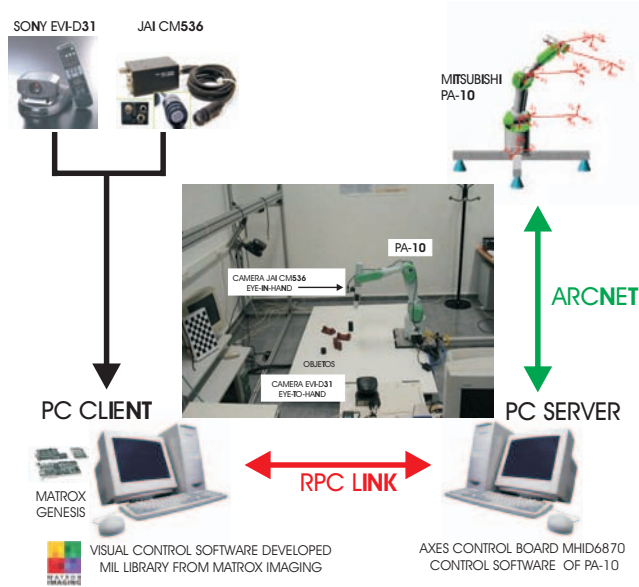 SONY EVI-D31
JAI CM536
MITSUBISHI
PA-10
PA-10
CAMERA JAI CM536
EYE-IN-HAND
ARCNET
OBJETOS
CAMERA EVI-D31
EYE-TO-HAND
PC CLIENT
PC SERVER
RPC LINK
MATROX
GENESIS
MATROX
IMAGING
VISUAL CONTROL SOFTWARE DEVELOPED
MIL LIBRARY FROM MATROX IMAGING
AXES CONTROL BOARD MHID6870
CONTROL SOFTWARE OF PA-10